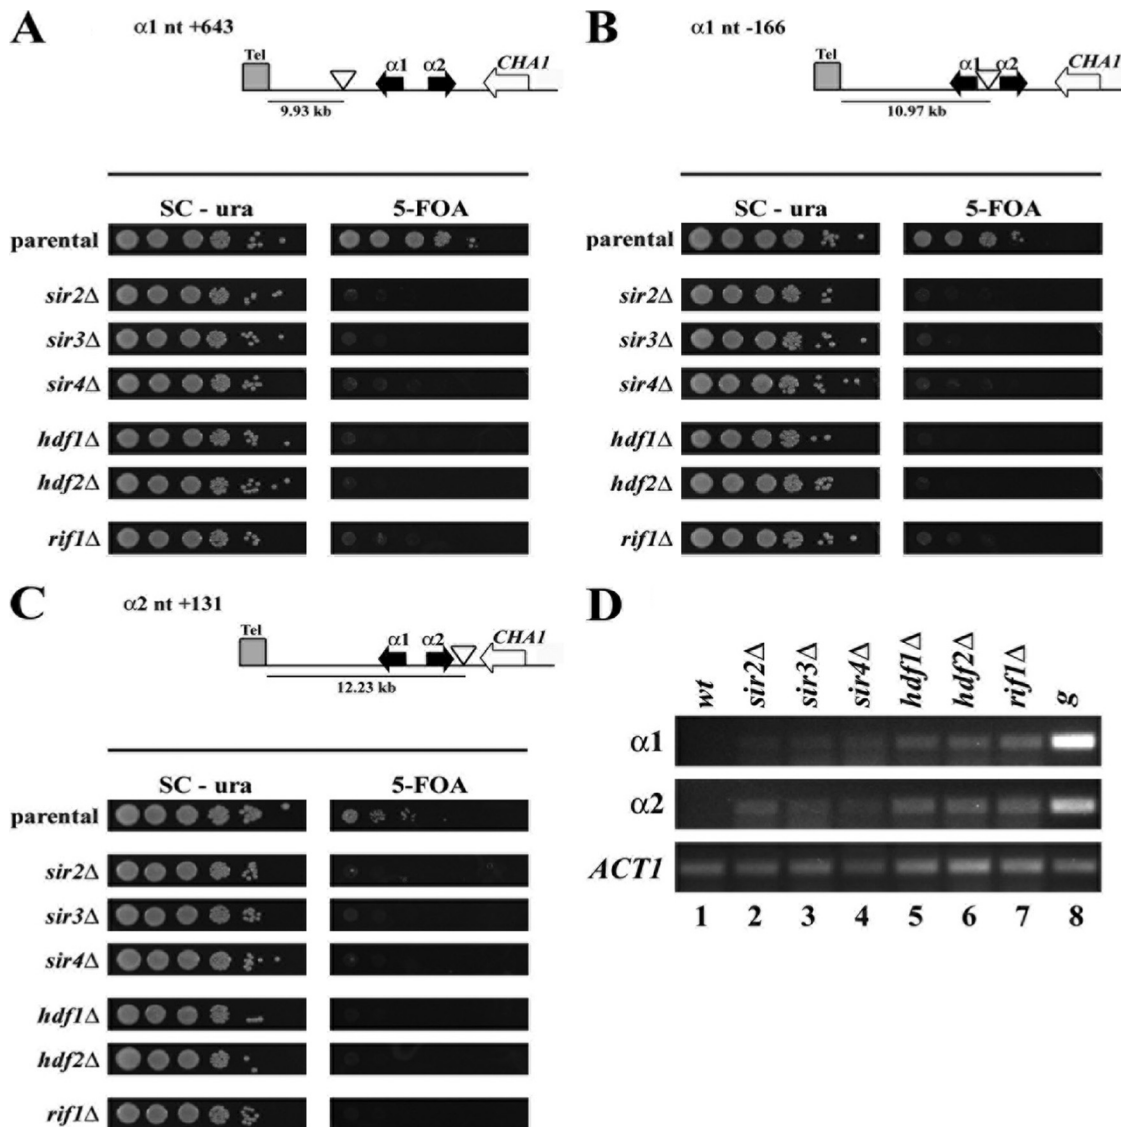 A
α1 nt +643
Tel
α1
α2
CHA1
9.93 kb
SC - ura
5-FOA
parental
sir2Δ
sir3Δ
sir4Δ
hdf1Δ
hdf2Δ
rif1Δ
B
α1 nt -166
Tel
α1
α2
CHA1
10.97 kb
SC - ura
5-FOA
parental
sir2Δ
sir3Δ
sir4Δ
hdf1Δ
hdf2Δ
rif1Δ
C
α2 nt +131
Tel
α1
α2
CHA1
12.23 kb
SC - ura
5-FOA
parental
sir2Δ
sir3Δ
sir4Δ
hdf1Δ
hdf2Δ
rif1Δ
D
wt sir2Δ sir3Δ sir4Δ hdf1Δ hdf2Δ rif1Δ g
α1
α2
ACT1
1 2 3 4 5 6 7 8